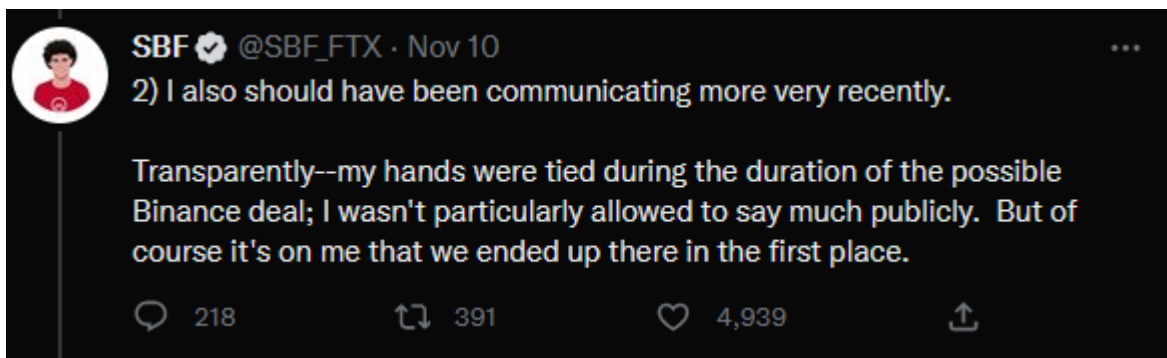 SBF @SBF_FTX · Nov 10
2) I also should have been communicating more very recently.
Transparently--my hands were tied during the duration of the possible
Binance deal; I wasn't particularly allowed to say much publicly.  But of
course it's on me that we ended up there in the first place.
218 391 4,939